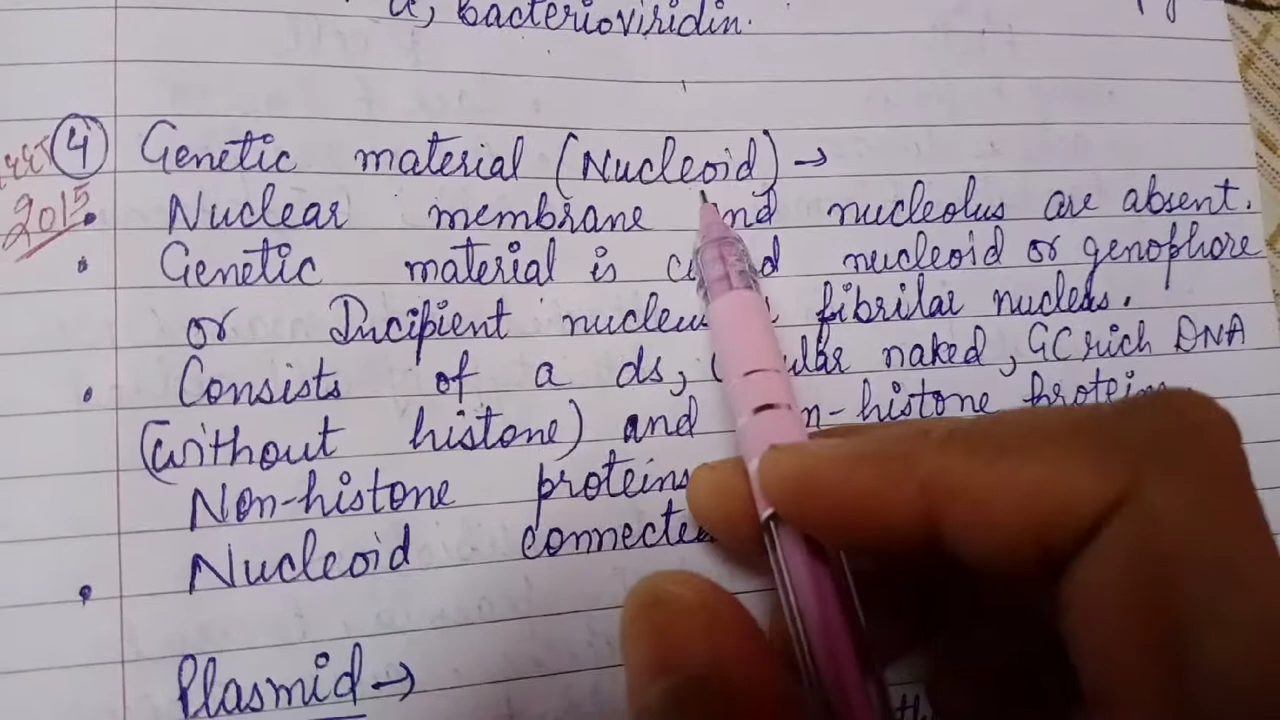 a, bacterioviridin.
④ Genetic material (Nucleoid) →
2015
• Nuclear membrane and nucleolus are absent.
• Genetic material is nucleoid or genophore
or Incipient fibrilar nucleus.
• Consists of a ds, naked, GC rich DNA
(without histone) and histone protein
Non-histone proteins
• Nucleoid connected
Plasmid →